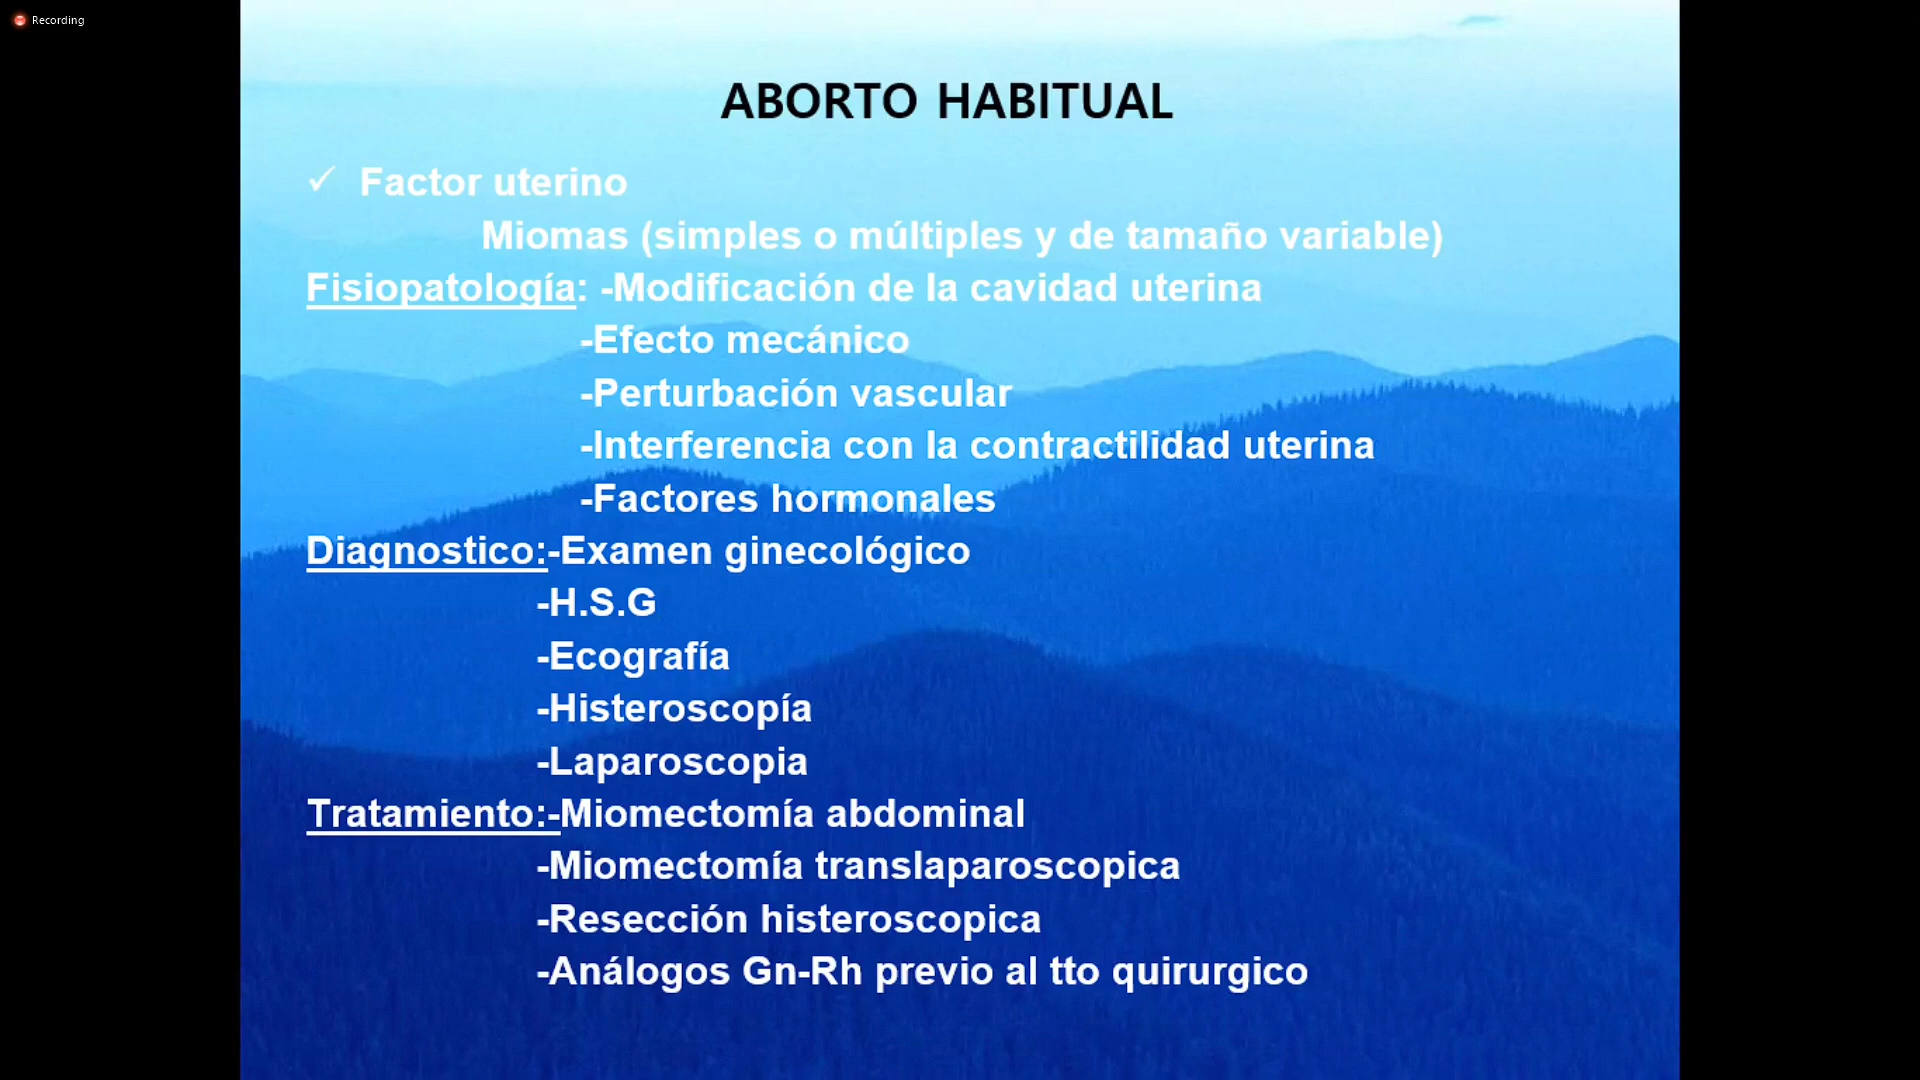 Recording
ABORTO HABITUAL
✓ Factor uterino
Miomas (simples o múltiples y de tamaño variable)
Fisiopatología: -Modificación de la cavidad uterina
-Efecto mecánico
-Perturbación vascular
-Interferencia con la contractilidad uterina
-Factores hormonales
Diagnostico:-Examen ginecológico
-H.S.G
-Ecografía
-Histeroscopía
-Laparoscopia
Tratamiento:-Miomectomía abdominal
-Miomectomía translaparoscopica
-Resección histeroscopica
-Análogos Gn-Rh previo al tto quirurgico